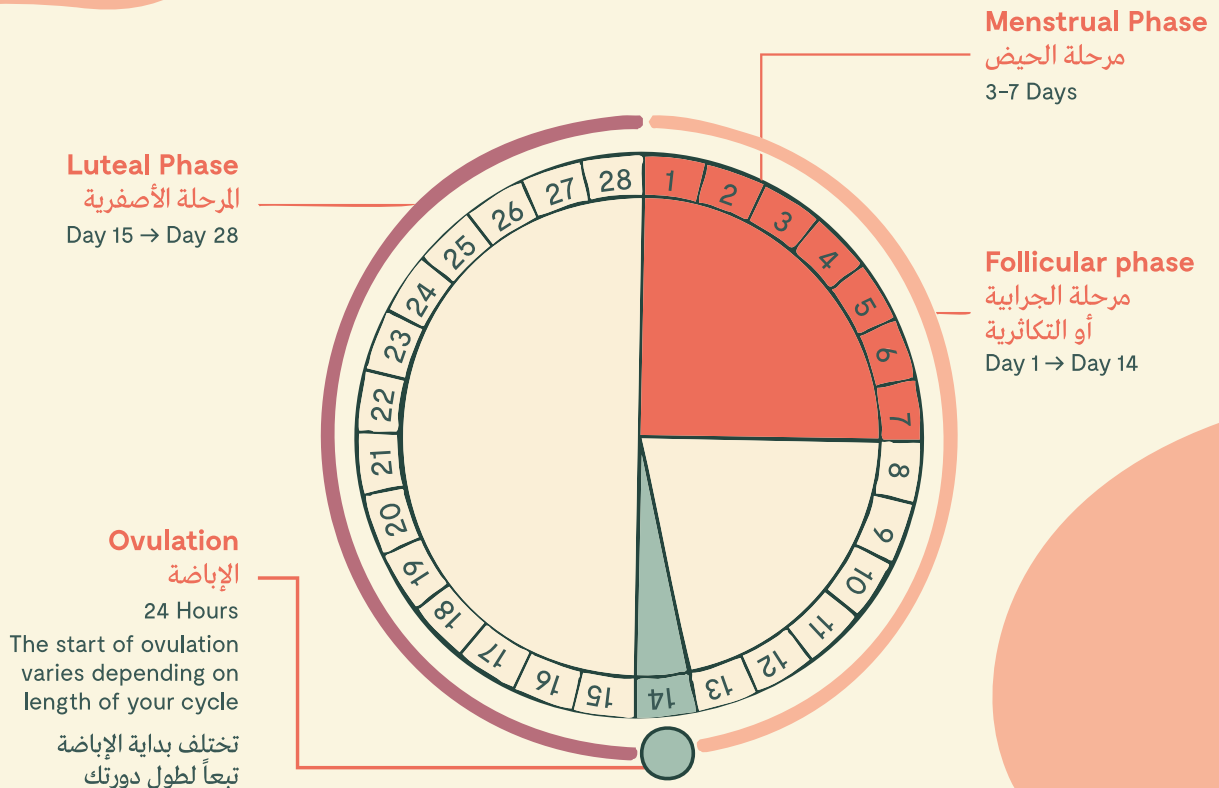 Menstrual Phase
مرحلة الحيض
3-7 Days
Luteal Phase
المرحلة الأصفرية
Day 15 → Day 28
Follicular phase
مرحلة الجرابية
أو التكاثرية
Day 1 → Day 14
Ovulation
الإباضة
24 Hours
The start of ovulation
varies depending on
length of your cycle
تختلف بداية الإباضة
تبعاً لطول دورتك
1
2
3
4
5
6
7
8
9
10
11
12
13
14
15
16
17
18
19
20
21
22
23
24
25
26
27
28